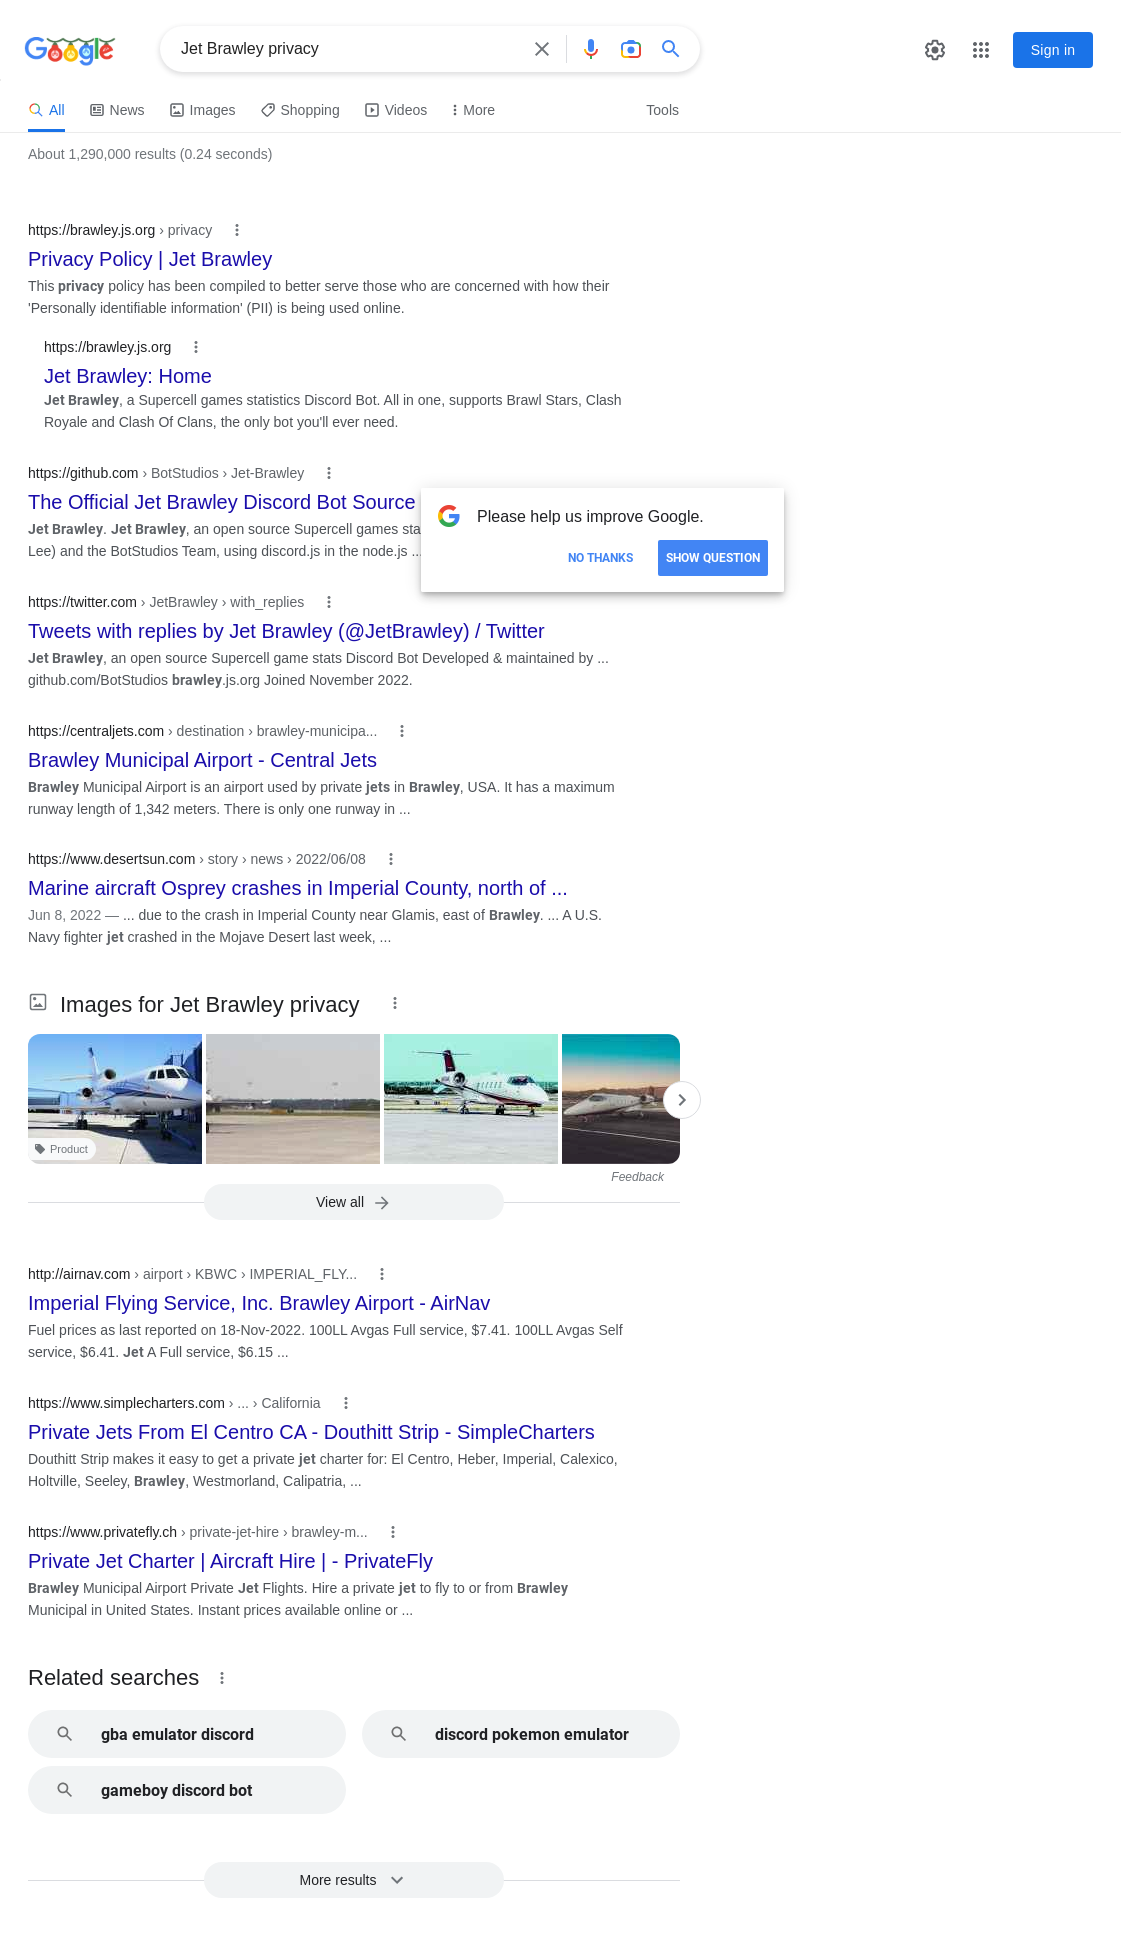 Google
Jet Brawley privacy
Sign in
All News Images Shopping Videos More Tools
About 1,290,000 results (0.24 seconds)
https://brawley.js.org › privacy
Privacy Policy | Jet Brawley
This privacy policy has been compiled to better serve those who are concerned with how their
'Personally identifiable information' (PII) is being used online.
https://brawley.js.org
Jet Brawley: Home
Jet Brawley, a Supercell games statistics Discord Bot. All in one, supports Brawl Stars, Clash
Royale and Clash Of Clans, the only bot you'll ever need.
https://github.com › BotStudios › Jet-Brawley
The Official Jet Brawley Discord Bot Source
Jet Brawley. Jet Brawley, an open source Supercell games sta
Lee) and the BotStudios Team, using discord.js in the node.js ...
Please help us improve Google.
NO THANKS SHOW QUESTION
https://twitter.com › JetBrawley › with_replies
Tweets with replies by Jet Brawley (@JetBrawley) / Twitter
Jet Brawley, an open source Supercell game stats Discord Bot Developed & maintained by ...
github.com/BotStudios brawley.js.org Joined November 2022.
https://centraljets.com › destination › brawley-municipa...
Brawley Municipal Airport - Central Jets
Brawley Municipal Airport is an airport used by private jets in Brawley, USA. It has a maximum
runway length of 1,342 meters. There is only one runway in ...
https://www.desertsun.com › story › news › 2022/06/08
Marine aircraft Osprey crashes in Imperial County, north of ...
Jun 8, 2022 — ... due to the crash in Imperial County near Glamis, east of Brawley. ... A U.S.
Navy fighter jet crashed in the Mojave Desert last week, ...
Images for Jet Brawley privacy
Product
Feedback
View all
http://airnav.com › airport › KBWC › IMPERIAL_FLY...
Imperial Flying Service, Inc. Brawley Airport - AirNav
Fuel prices as last reported on 18-Nov-2022. 100LL Avgas Full service, $7.41. 100LL Avgas Self
service, $6.41. Jet A Full service, $6.15 ...
https://www.simplecharters.com › ... › California
Private Jets From El Centro CA - Douthitt Strip - SimpleCharters
Douthitt Strip makes it easy to get a private jet charter for: El Centro, Heber, Imperial, Calexico,
Holtville, Seeley, Brawley, Westmorland, Calipatria, ...
https://www.privatefly.ch › private-jet-hire › brawley-m...
Private Jet Charter | Aircraft Hire | - PrivateFly
Brawley Municipal Airport Private Jet Flights. Hire a private jet to fly to or from Brawley
Municipal in United States. Instant prices available online or ...
Related searches
gba emulator discord
discord pokemon emulator
gameboy discord bot
More results